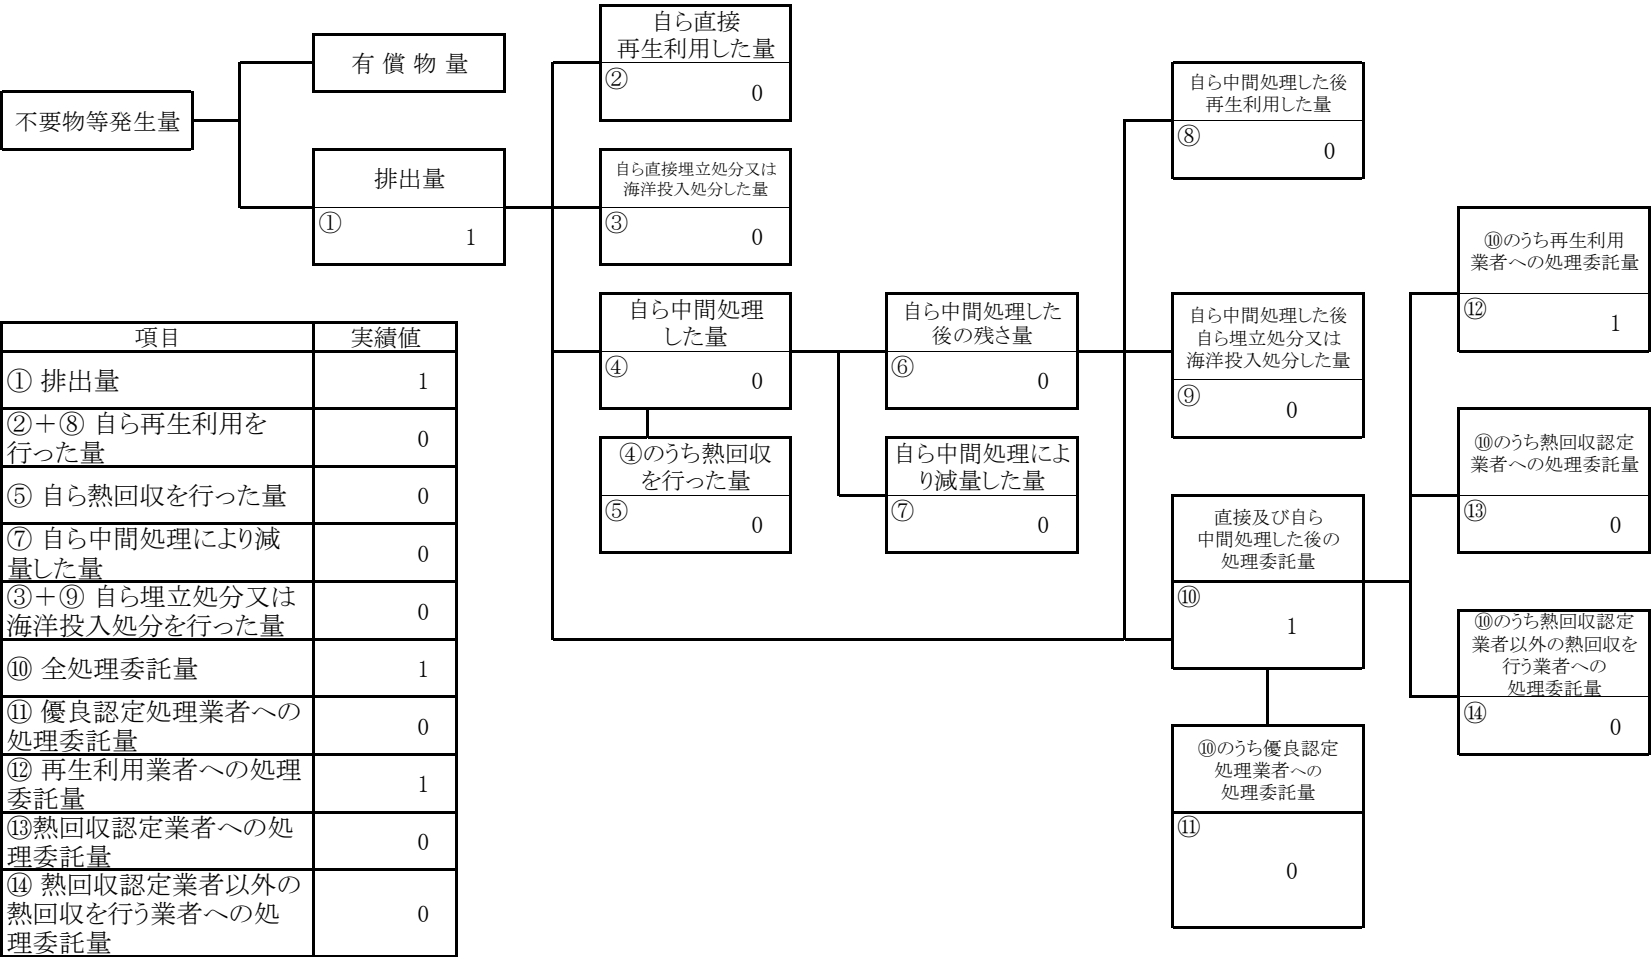 不要物等発生量
有 償 物 量
排出量
①
1
自ら直接
再生利用した量
②
0
自ら直接埋立処分又は
海洋投入処分した量
③
0
自ら中間処理
した量
④
0
④のうち熱回収
を行った量
⑤
0
自ら中間処理した
後の残さ量
⑥
0
自ら中間処理によ
り減量した量
⑦
0
自ら中間処理した後
再生利用した量
⑧
0
自ら中間処理した後
自ら埋立処分又は
海洋投入処分した量
⑨
0
直接及び自ら
中間処理した後の
処理委託量
⑩
1
⑩のうち優良認定
処理業者への
処理委託量
⑪
0
⑩のうち再生利用
業者への処理委託量
⑫
1
⑩のうち熱回収認定
業者への処理委託量
⑬
0
⑩のうち熱回収認定
業者以外の熱回収を
行う業者への
処理委託量
⑭
0
項目 実績値
① 排出量 1
②＋⑧ 自ら再生利用を
行った量 0
⑤ 自ら熱回収を行った量 0
⑦ 自ら中間処理により減
量した量 0
③＋⑨ 自ら埋立処分又は
海洋投入処分を行った量 0
⑩ 全処理委託量 1
⑪ 優良認定処理業者への
処理委託量 0
⑫ 再生利用業者への処理
委託量 1
⑬熱回収認定業者への処
理委託量 0
⑭ 熱回収認定業者以外の
熱回収を行う業者への処
理委託量 0